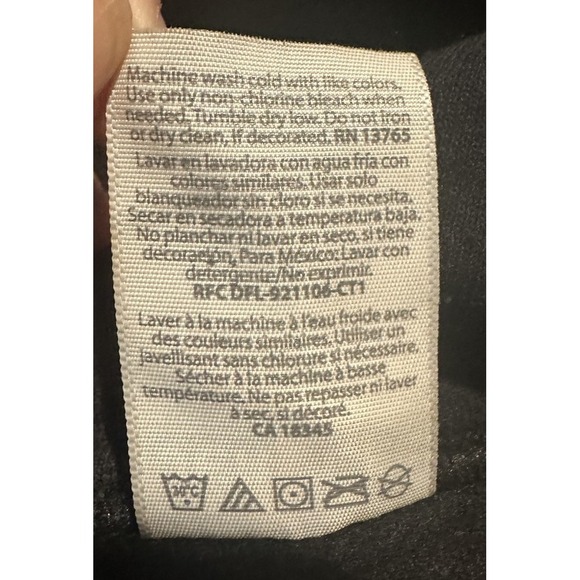 Machine wash cold with like colors.
Use only non-chlorine bleach when
needed. Tumble dry low. Do not iron
or dry clean, If decorated. RN 13765
Lavar en lavadora con agua fría con
colores similares. Usar solo
blanqueador sin cloro si se necesita.
Secar en secadora a temperatura baja.
No planchar ni lavar en seco, si tiene
decoración, Para México: Lavar con
detergente/No exprimir.
RFC DFL-921106-CT1
Laver à la machine à l'eau froide avec
des couleurs similaires. Utiliser un
javellisant sans chlorure si nécessaire.
Sécher à la machine à basse
température. Ne pas repasser ni laver
à sec, si décoré.
CA 16345
30°C